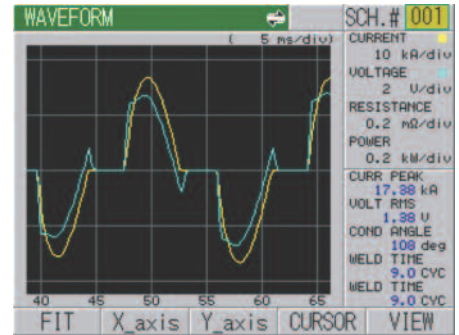 WAVEFORM
SCH.# 001
( 5 ms/div)
CURRENT
10 kA/div
VOLTAGE
2 V/div
RESISTANCE
0.2 mΩ/div
POWER
0.2 kW/div
CURR PEAK
17.38 kA
VOLT RMS
1.38 V
COND ANGLE
108 deg
WELD TIME
9.0 CYC
WELD TIME
9.0 CYC
40 45 50 55 60 65
FIT X_axis Y_axis CURSOR VIEW